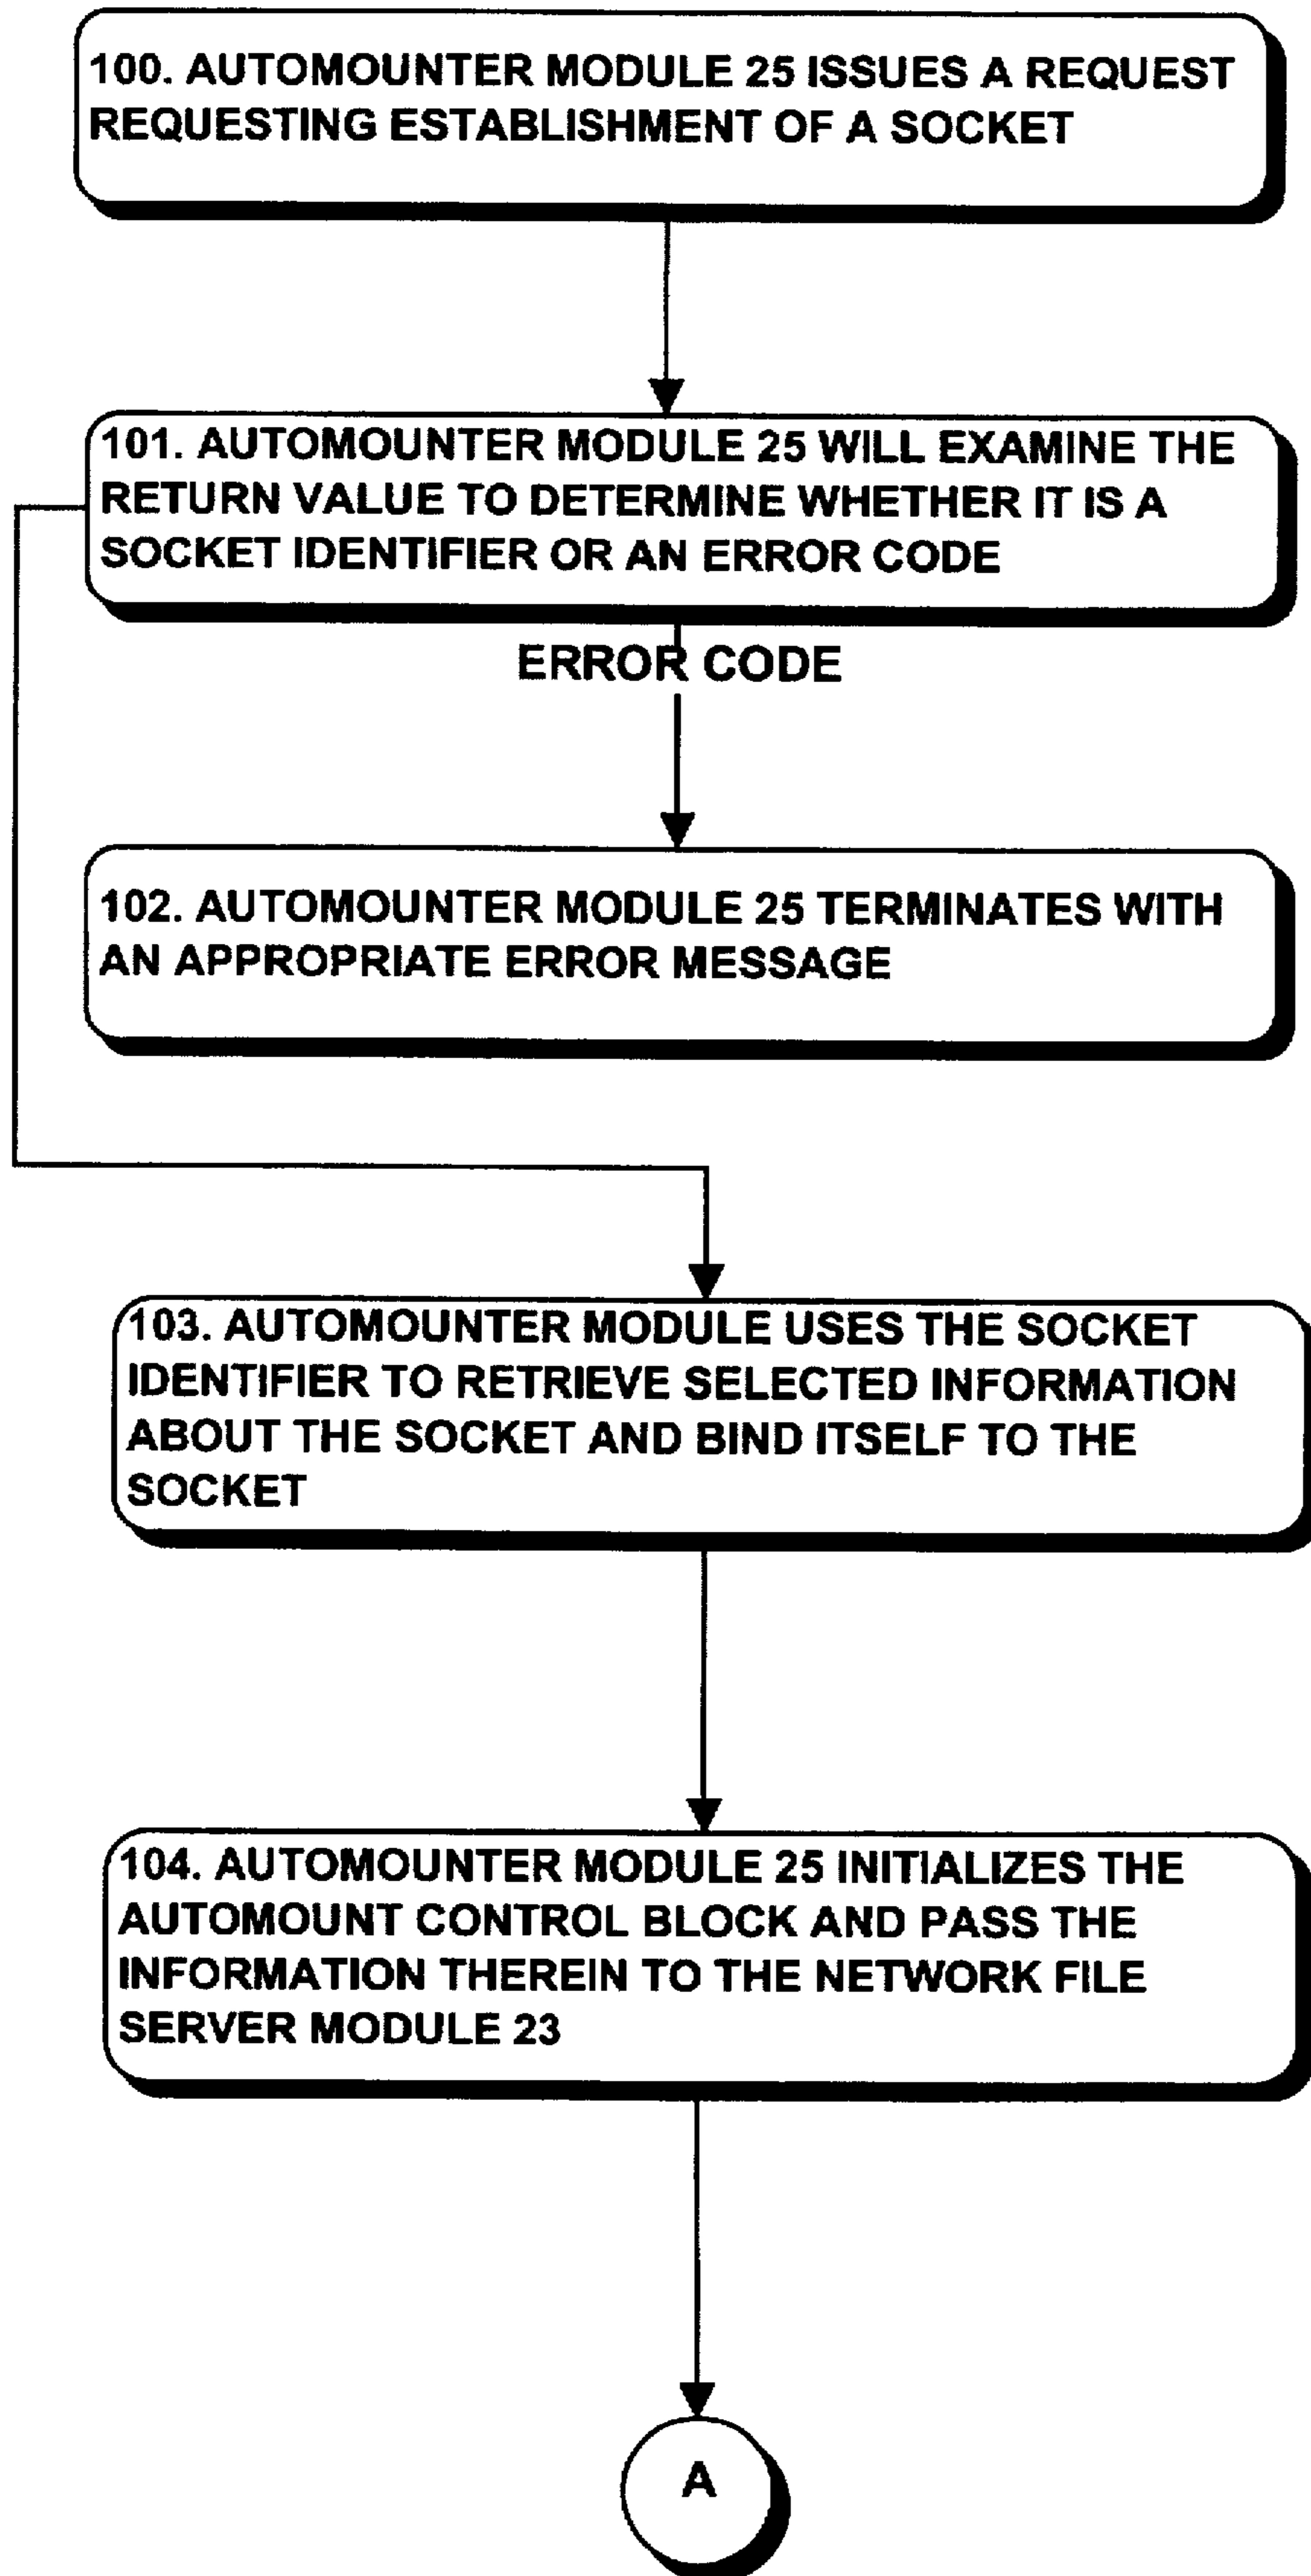 100. AUTOMOUNTER MODULE 25 ISSUES A REQUEST
REQUESTING ESTABLISHMENT OF A SOCKET
101. AUTOMOUNTER MODULE 25 WILL EXAMINE THE
RETURN VALUE TO DETERMINE WHETHER IT IS A
SOCKET IDENTIFIER OR AN ERROR CODE
ERROR CODE
102. AUTOMOUNTER MODULE 25 TERMINATES WITH
AN APPROPRIATE ERROR MESSAGE
103. AUTOMOUNTER MODULE USES THE SOCKET
IDENTIFIER TO RETRIEVE SELECTED INFORMATION
ABOUT THE SOCKET AND BIND ITSELF TO THE
SOCKET
104. AUTOMOUNTER MODULE 25 INITIALIZES THE
AUTOMOUNT CONTROL BLOCK AND PASS THE
INFORMATION THEREIN TO THE NETWORK FILE
SERVER MODULE 23
A